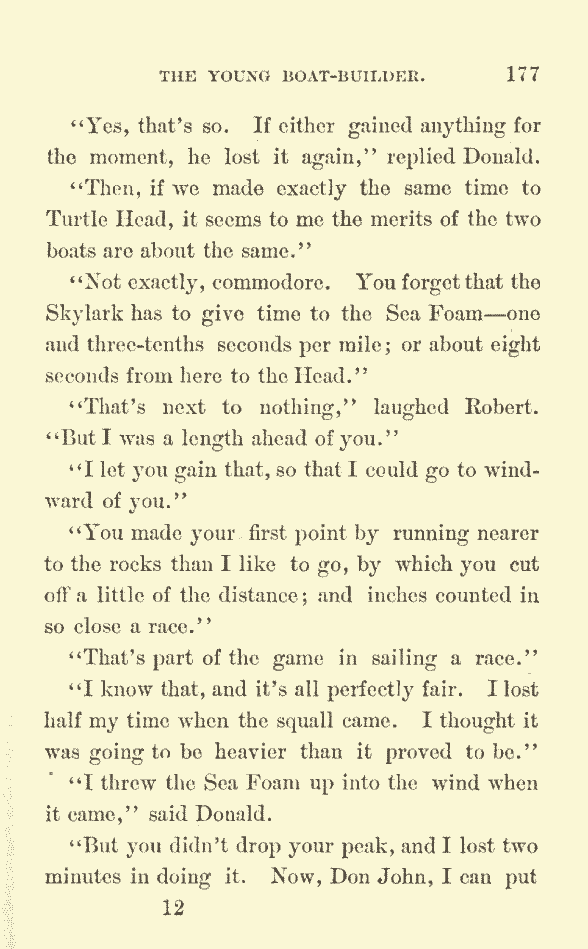 THE YOUNG BOAT-BUILDER. 177
“Yes, that’s so. If either gained anything for
the moment, he lost it again,” replied Donald.
“Then, if we made exactly the same time to
Turtle Head, it seems to me the merits of the two
boats are about the same.”
“Not exactly, commodore. You forget that the
Skylark has to give time to the Sea Foam—one
and three-tenths seconds per mile; or about eight
seconds from here to the Head.”
“That’s next to nothing,” laughed Robert.
“But I was a length ahead of you.”
“I let you gain that, so that I could go to wind-
ward of you.”
“You made your first point by running nearer
to the rocks than I like to go, by which you cut
off a little of the distance; and inches counted in
so close a race.”
“That’s part of the game in sailing a race.”
“I know that, and it’s all perfectly fair. I lost
half my time when the squall came. I thought it
was going to be heavier than it proved to be.”
“I threw the Sea Foam up into the wind when
it came,” said Donald.
“But you didn’t drop your peak, and I lost two
minutes in doing it. Now, Don John, I can put
12